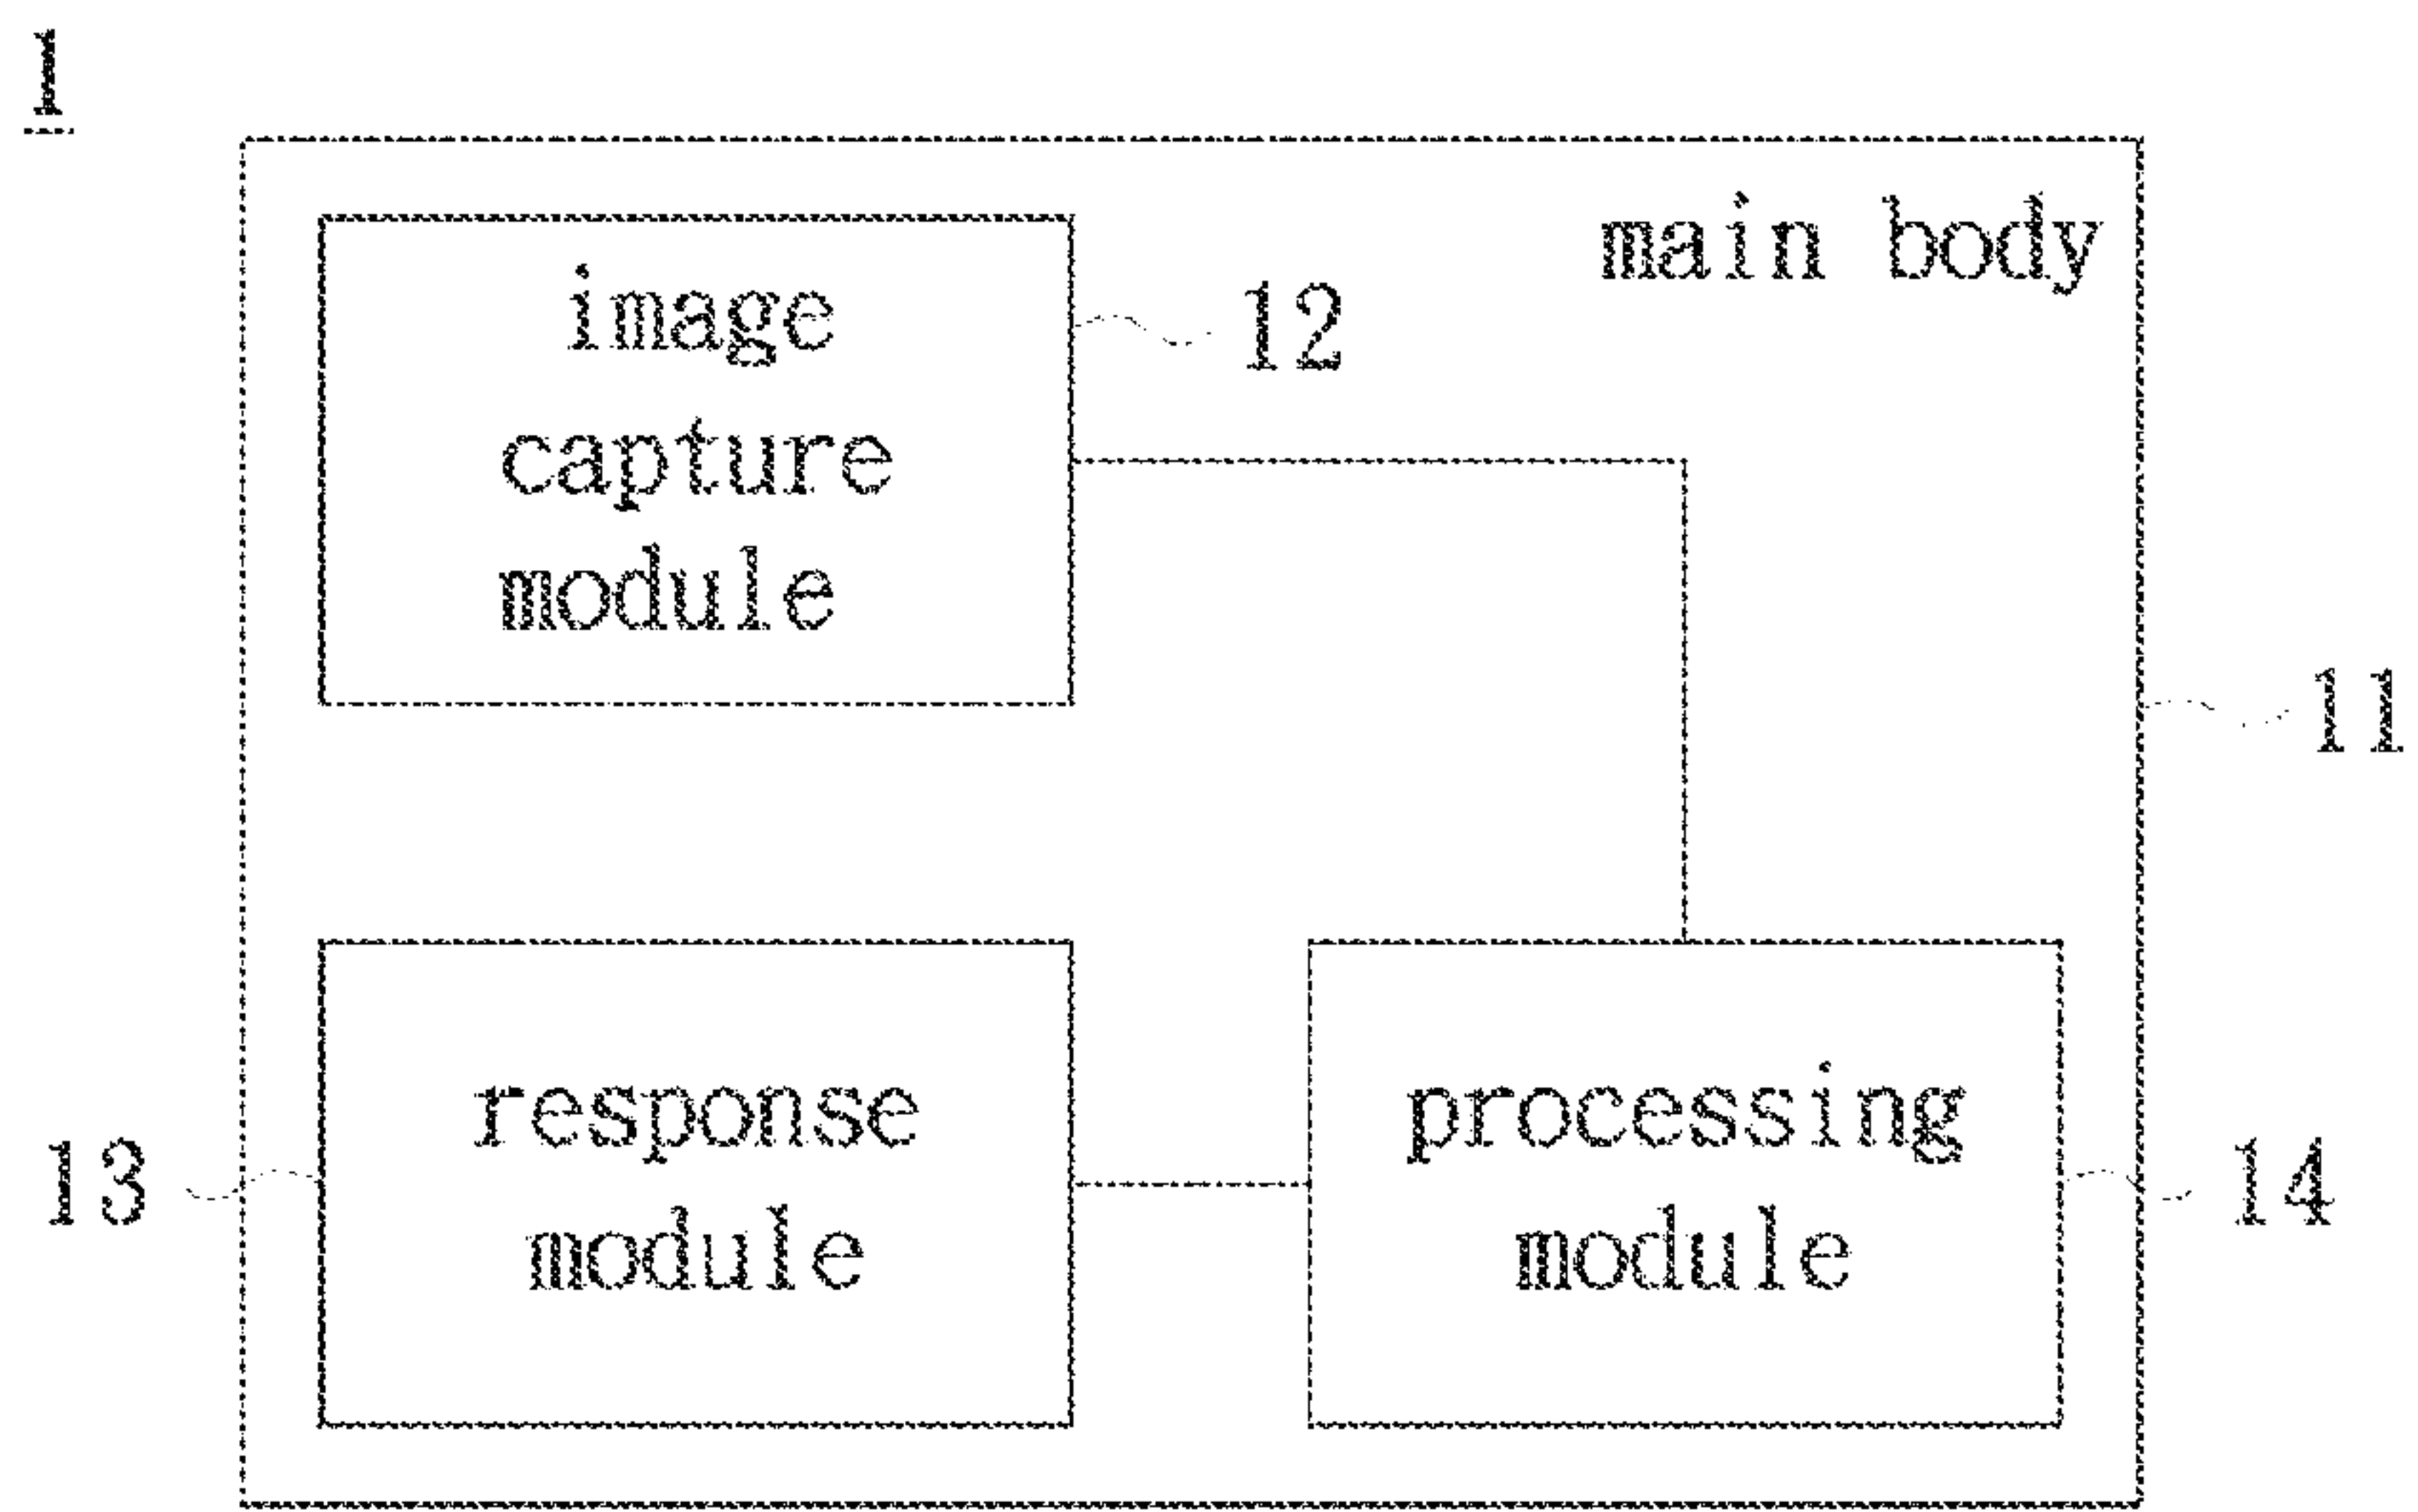 1
main body
image
capture
module
12
11
response
module
processing
module
13
14